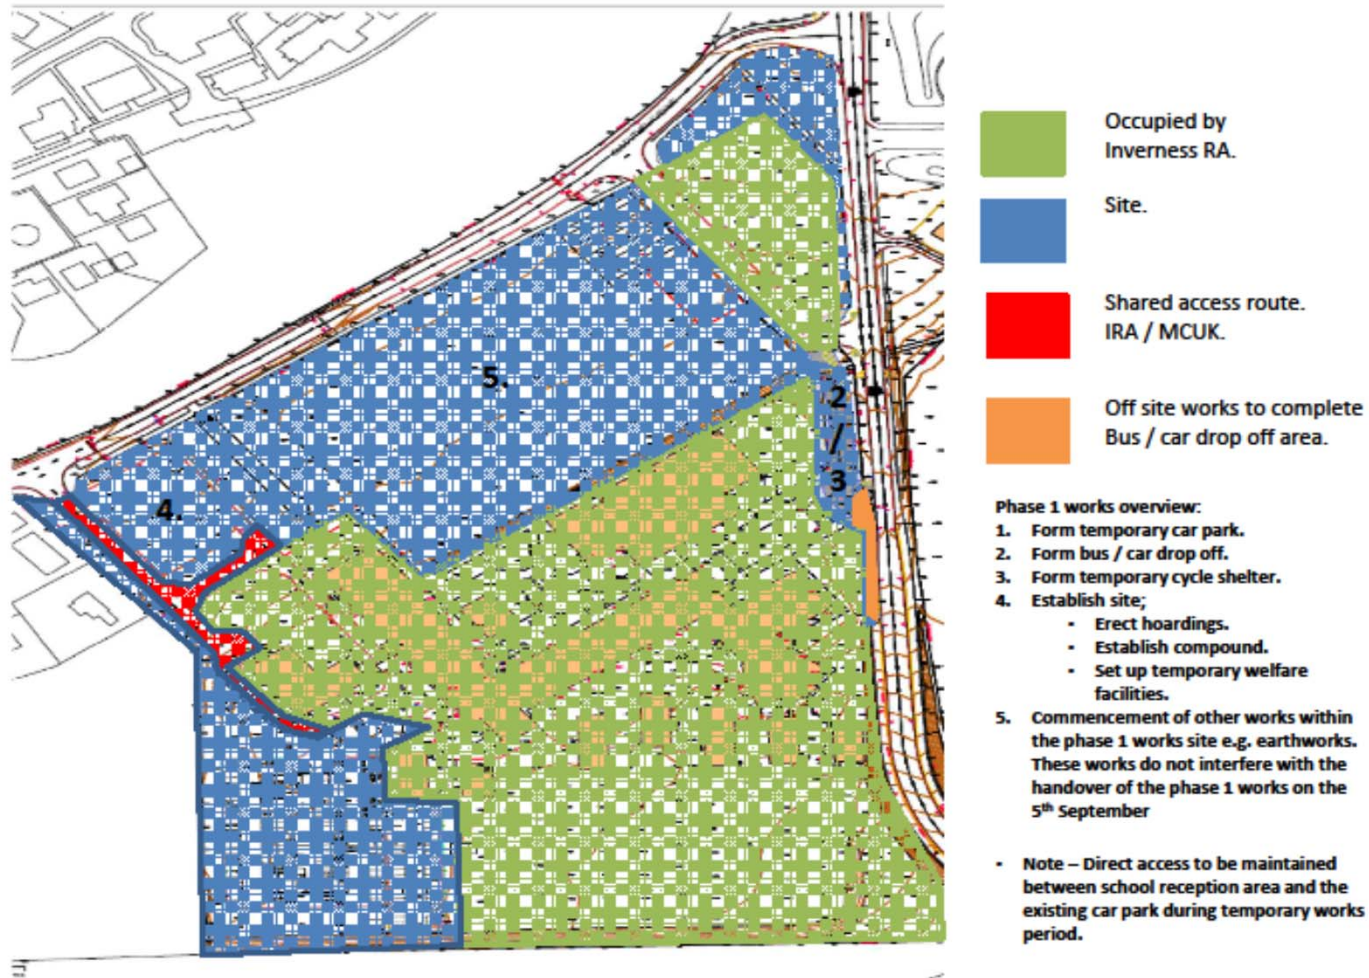 5.
4.
2
/
3
Occupied by
Inverness RA.
Site.
Shared access route.
IRA / MCUK.
Off site works to complete
Bus / car drop off area.
Phase 1 works overview:
1. Form temporary car park.
2. Form bus / car drop off.
3. Form temporary cycle shelter.
4. Establish site;
- Erect hoardings.
- Establish compound.
- Set up temporary welfare
facilities.
5. Commencement of other works within
the phase 1 works site e.g. earthworks.
These works do not interfere with the
handover of the phase 1 works on the
5th September
- Note – Direct access to be maintained
between school reception area and the
existing car park during temporary works
period.